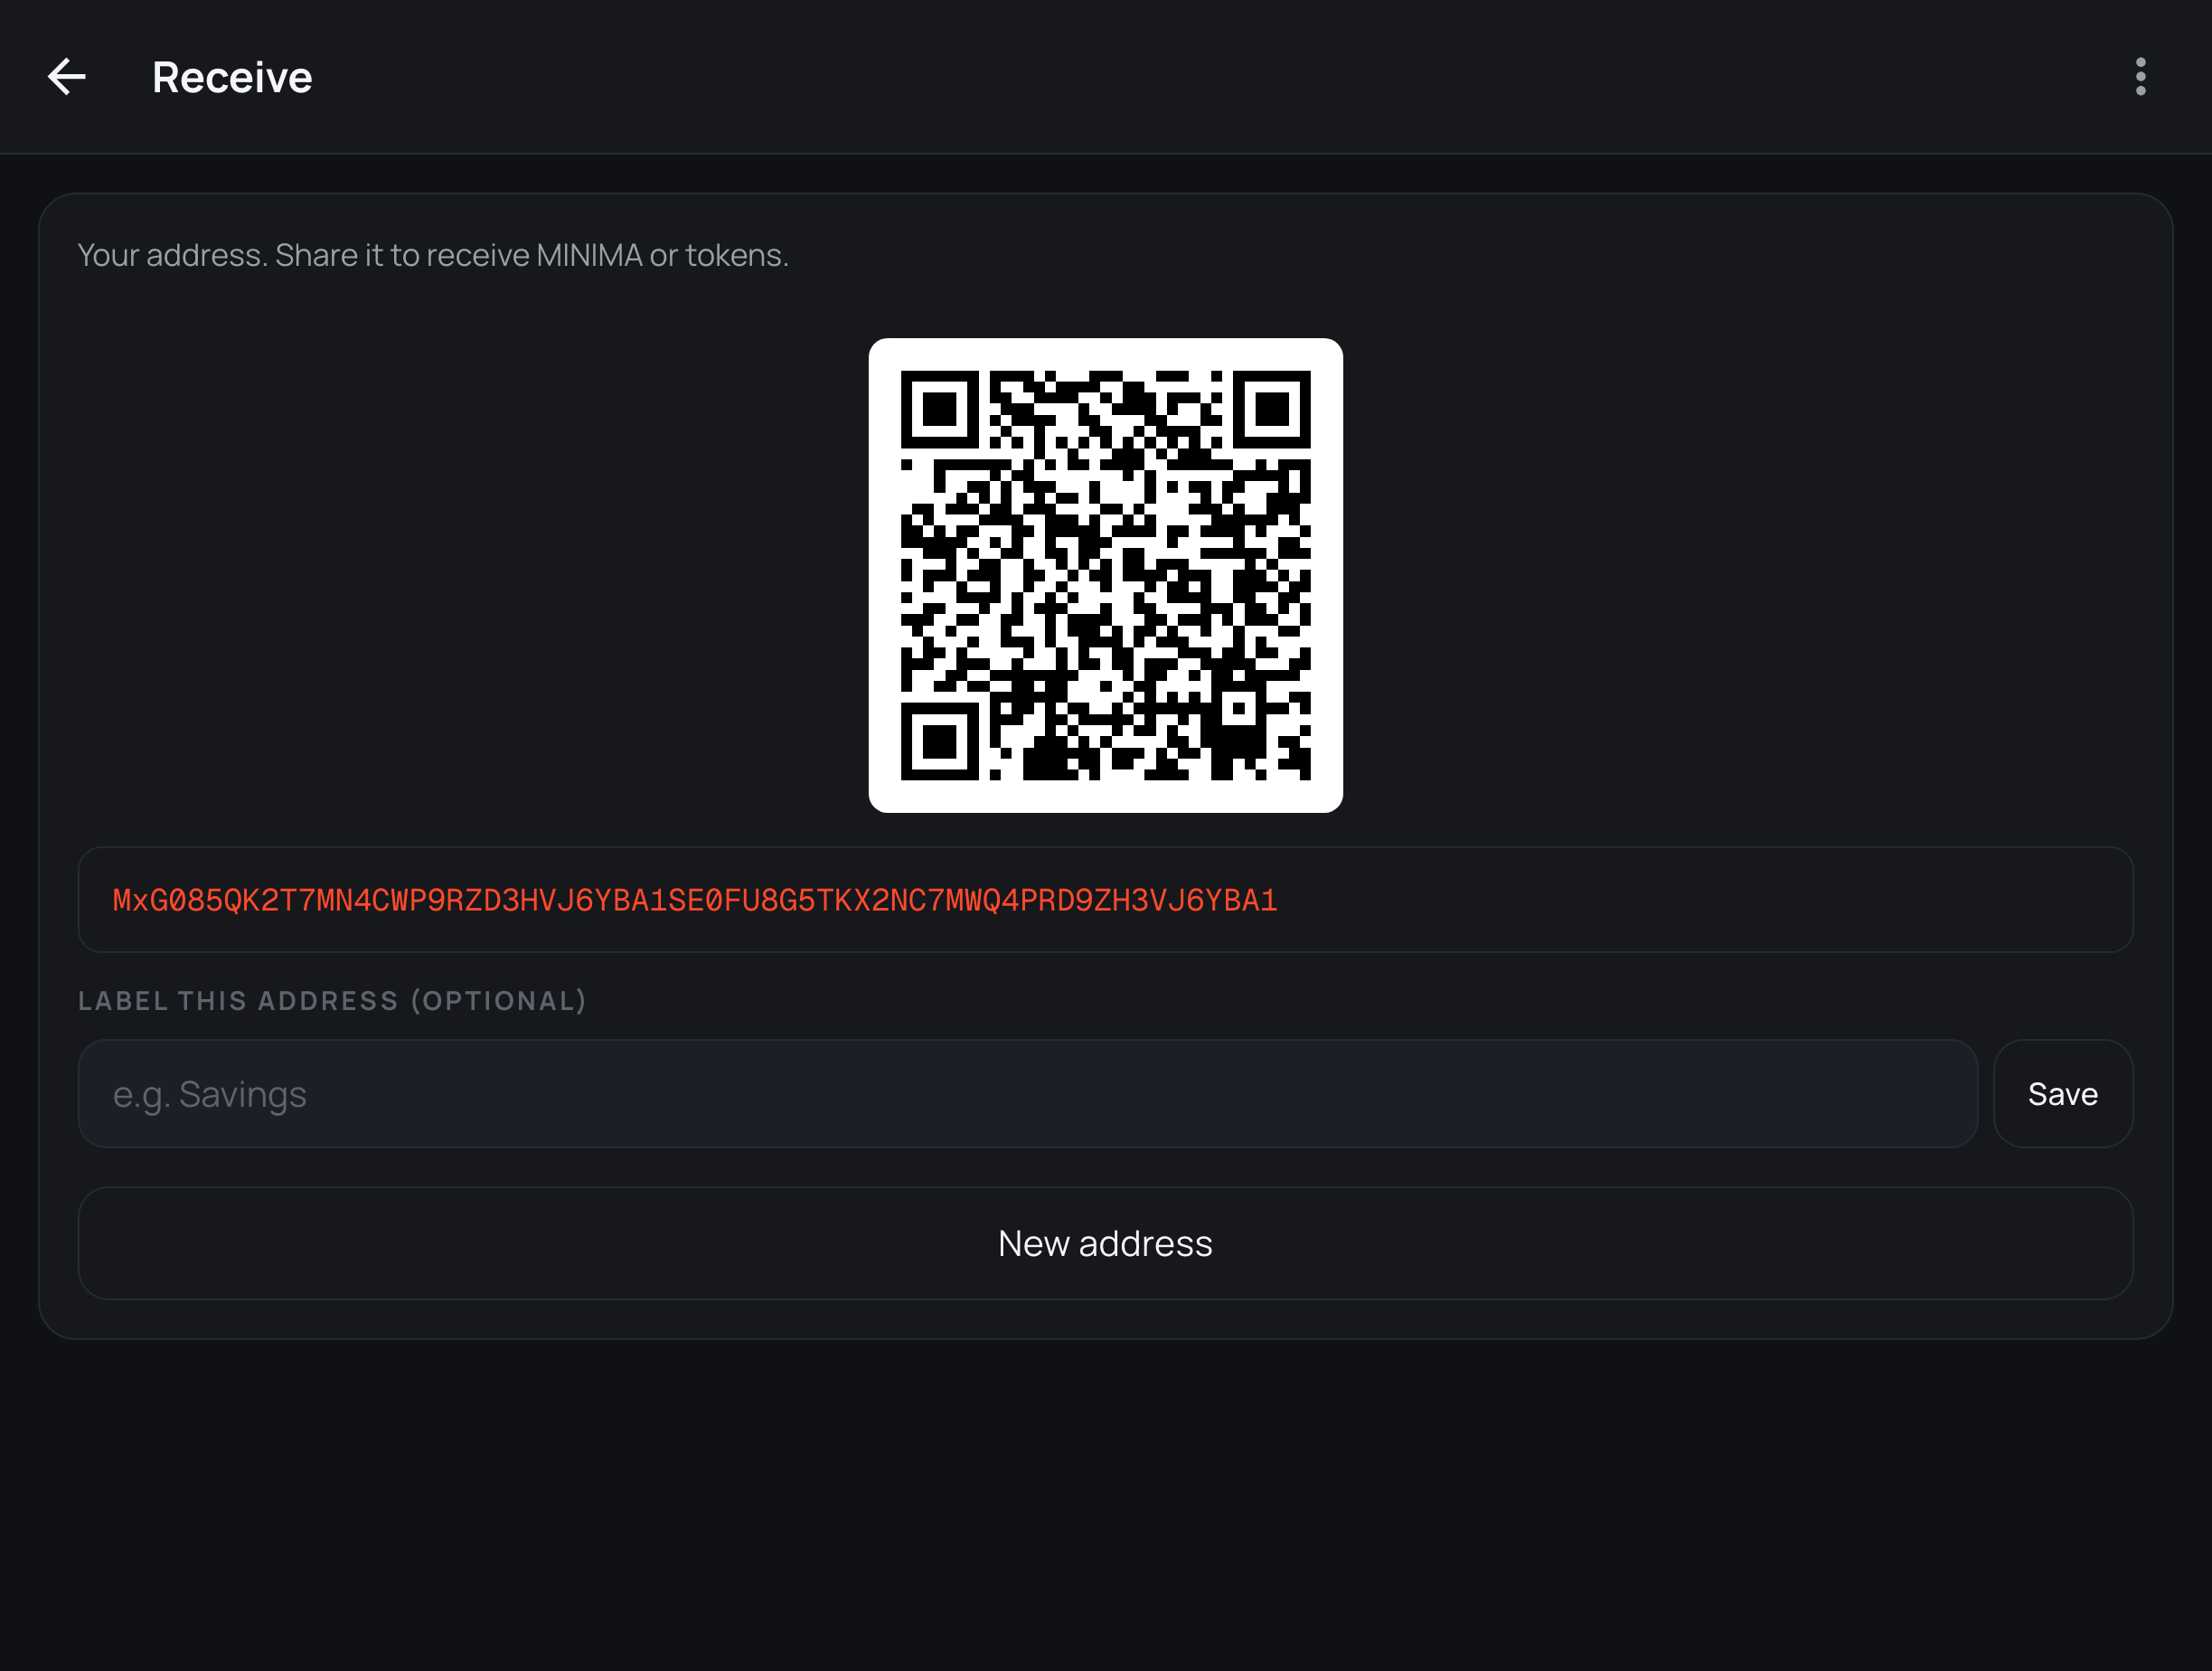 Receive
Your address. Share it to receive MINIMA or tokens.
MxG085QK2T7MN4CWP9RZD3HVJ6YBA1SE0FU8G5TKX2NC7MWQ4PRD9ZH3VJ6YBA1
LABEL THIS ADDRESS (OPTIONAL)
e.g. Savings
Save
New address